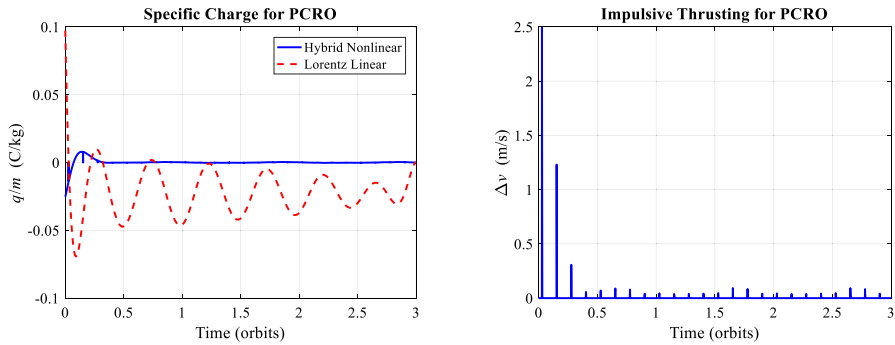 Specific Charge for PCRO
0.1
0.05
0
-0.05
-0.1
q/m (C/kg)
Hybrid Nonlinear
Lorentz Linear
0 0.5 1 1.5 2 2.5 3
Time (orbits)
Impulsive Thrusting for PCRO
2.5
2
1.5
1
0.5
0
Δv (m/s)
0 0.5 1 1.5 2 2.5 3
Time (orbits)